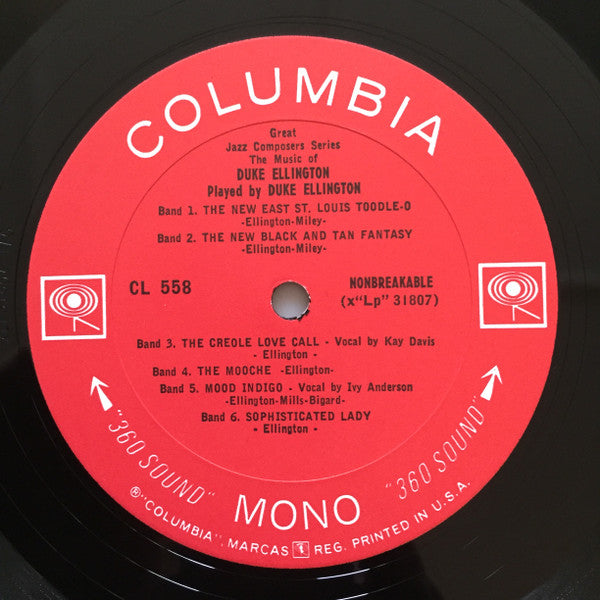 COLUMBIA
Great
Jazz Composers Series
The Music of
DUKE ELLINGTON
Played by DUKE ELLINGTON
Band 1. THE NEW EAST ST. LOUIS TOODLE-O
-Ellington-Miley-
Band 2. THE NEW BLACK AND TAN FANTASY
-Ellington-Miley-
CL 558
NONBREAKABLE
(x"Lp" 31807)
Band 3. THE CREOLE LOVE CALL - Vocal by Kay Davis
- Ellington -
Band 4. THE MOOCHE -Ellington-
Band 5. MOOD INDIGO - Vocal by Ivy Anderson
-Ellington-Mills-Bigard-
Band 6. SOPHISTICATED LADY
- Ellington -
"360 SOUND"
MONO
"360 SOUND"
®"COLUMBIA", MARCAS REG. PRINTED IN U.S.A.